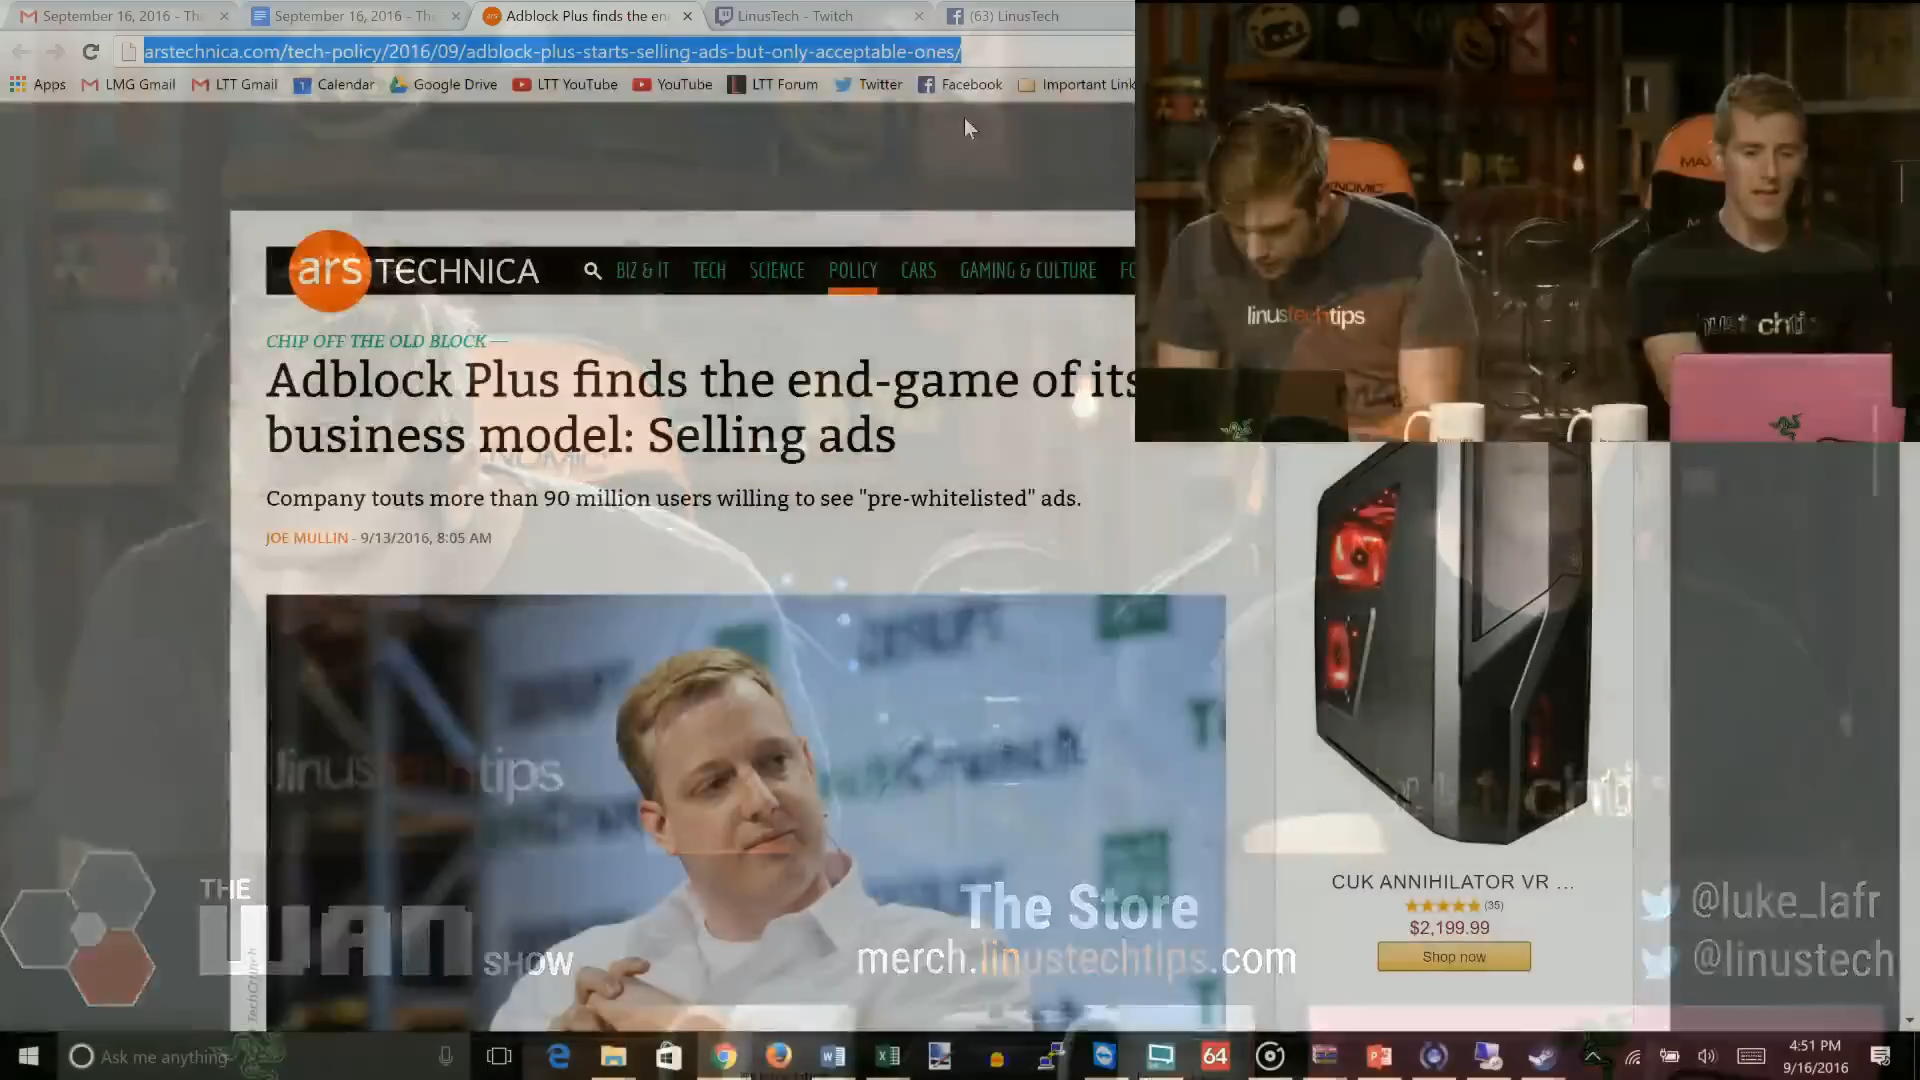 September 16, 2016 - Th
September 16, 2016 - The
Adblock Plus finds the en
LinusTech - Twitch
(63) LinusTech
arstechnica.com/tech-policy/2016/09/adblock-plus-starts-selling-ads-but-only-acceptable-ones/
Apps
LMG Gmail
LTT Gmail
Calendar
Google Drive
LTT YouTube
YouTube
LTT Forum
Twitter
Facebook
Important Link
ars TECHNICA
BIZ & IT
TECH
SCIENCE
POLICY
CARS
GAMING & CULTURE
FO
CHIP OFF THE OLD BLOCK —
Adblock Plus finds the end-game of its
business model: Selling ads
Company touts more than 90 million users willing to see "pre-whitelisted" ads.
JOE MULLIN - 9/13/2016, 8:05 AM
linustechtips
linustechtips
CUK ANNIHILATOR VR ...
(35)
$2,199.99
Shop now
THE
WAN
SHOW
TechCrunch
The Store
merch.linustechtips.com
@luke_lafr
@linustech
Ask me anything
64
4:51 PM
9/16/2016